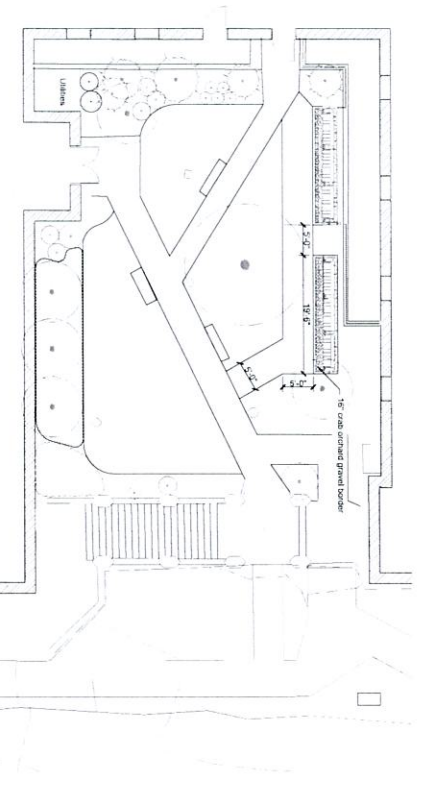 Utilities
5'-0"
19'-6"
5'-0"
5'-0"
16" crab orchard gravel border